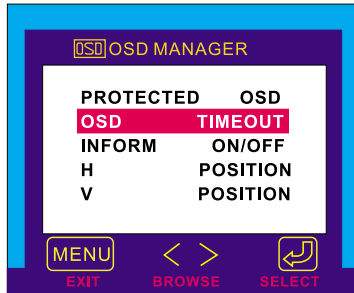 OSD OSD MANAGER
PROTECTED OSD
OSD TIMEOUT
INFORM ON/OFF
H POSITION
V POSITION
MENU < >
EXIT BROWSE SELECT